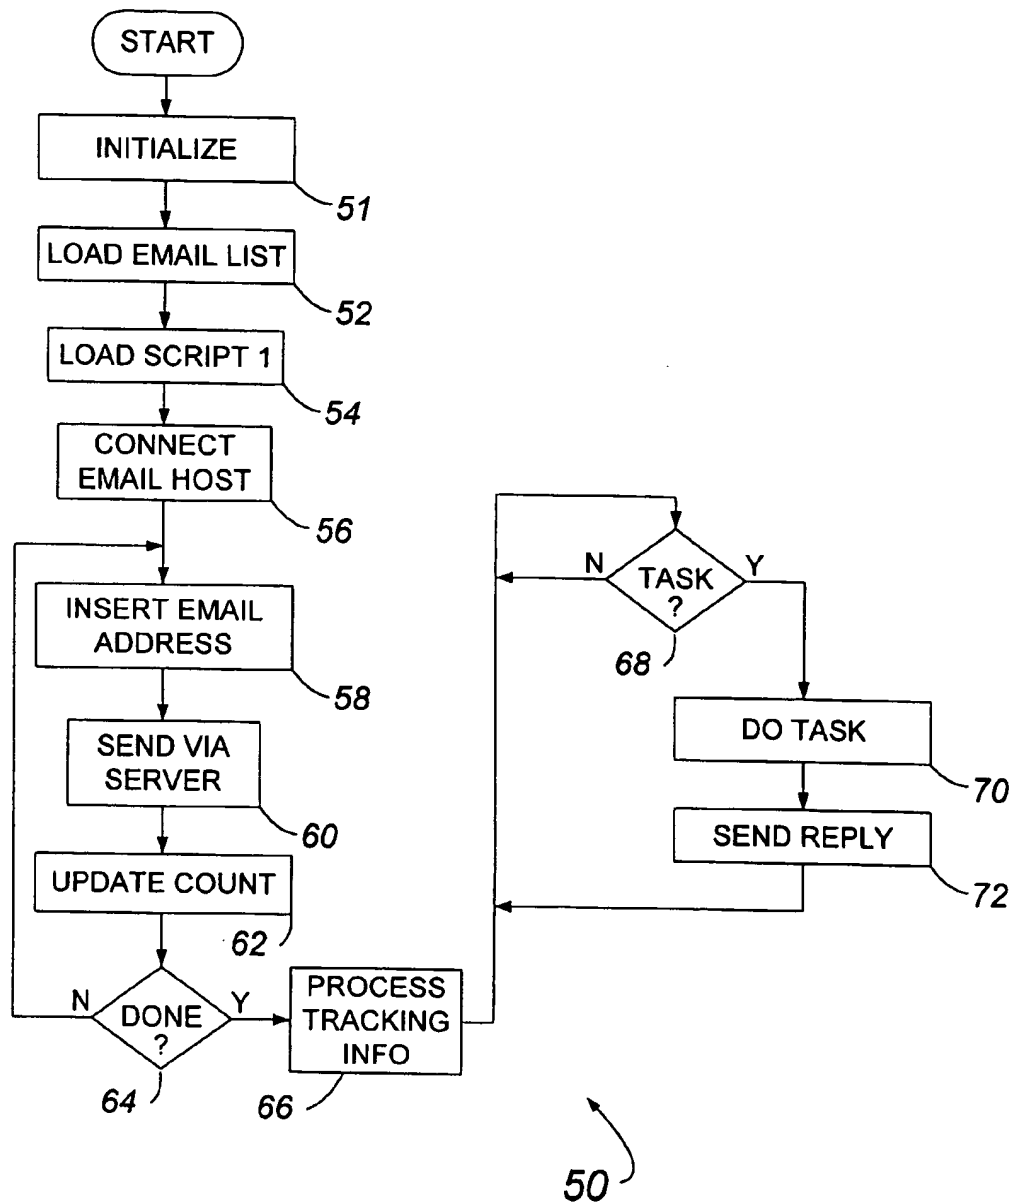 START
INITIALIZE
51
LOAD EMAIL LIST
52
LOAD SCRIPT 1
54
CONNECT
EMAIL HOST
56
INSERT EMAIL
ADDRESS
58
SEND VIA
SERVER
60
UPDATE COUNT
62
N
DONE
?
Y
64
PROCESS
TRACKING
INFO
66
N
TASK
?
Y
68
DO TASK
70
SEND REPLY
72
50